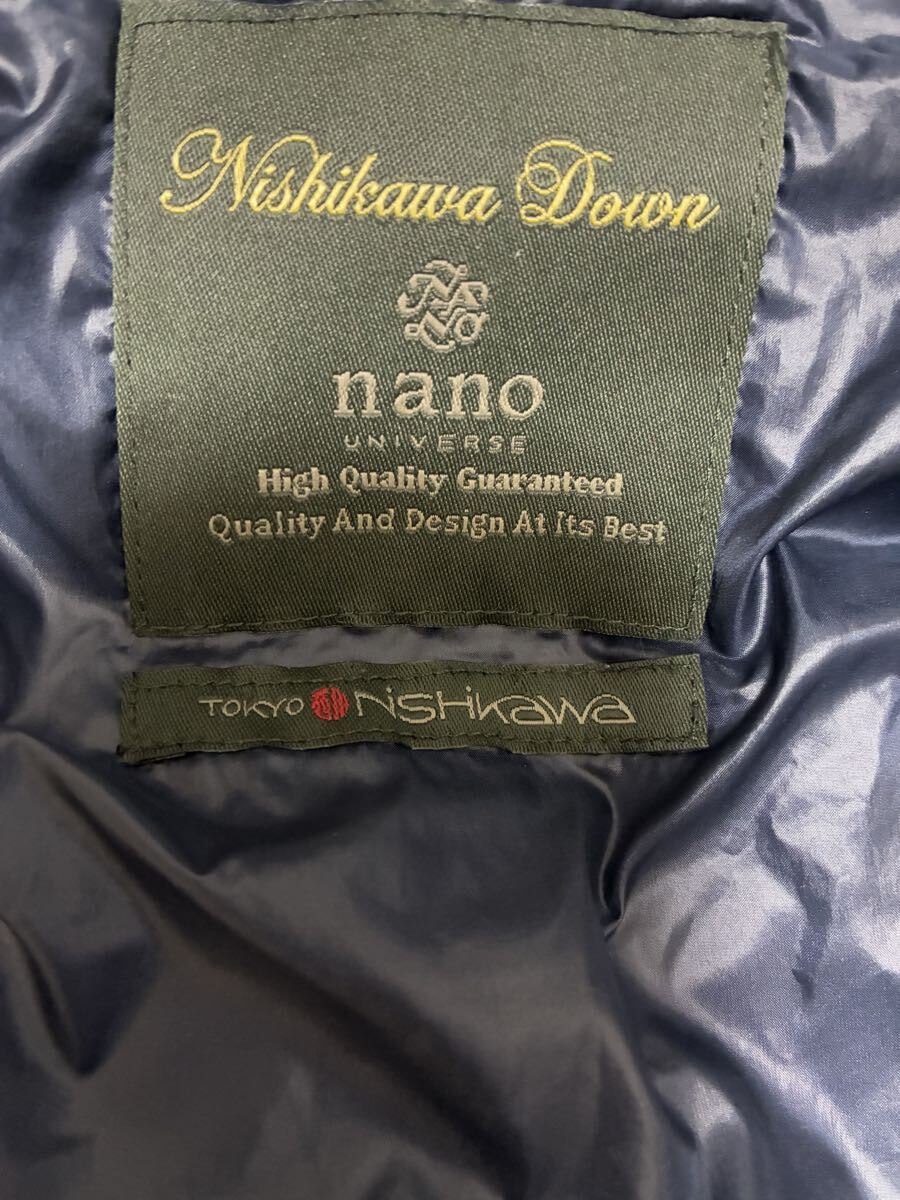 Nishikawa Down
nano
UNIVERSE
High Quality Guaranteed
Quality And Design At Its Best
TOKYO NiSHiKaWa